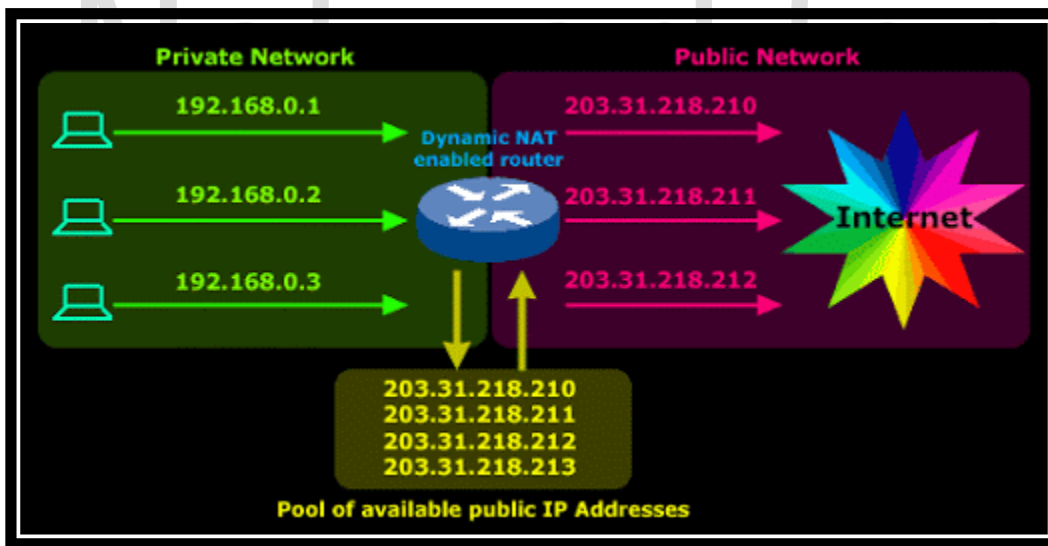 Private Network
Public Network
192.168.0.1
203.31.218.210
Dynamic NAT
enabled router
192.168.0.2
203.31.218.211
Internet
192.168.0.3
203.31.218.212
203.31.218.210
203.31.218.211
203.31.218.212
203.31.218.213
Pool of available public IP Addresses